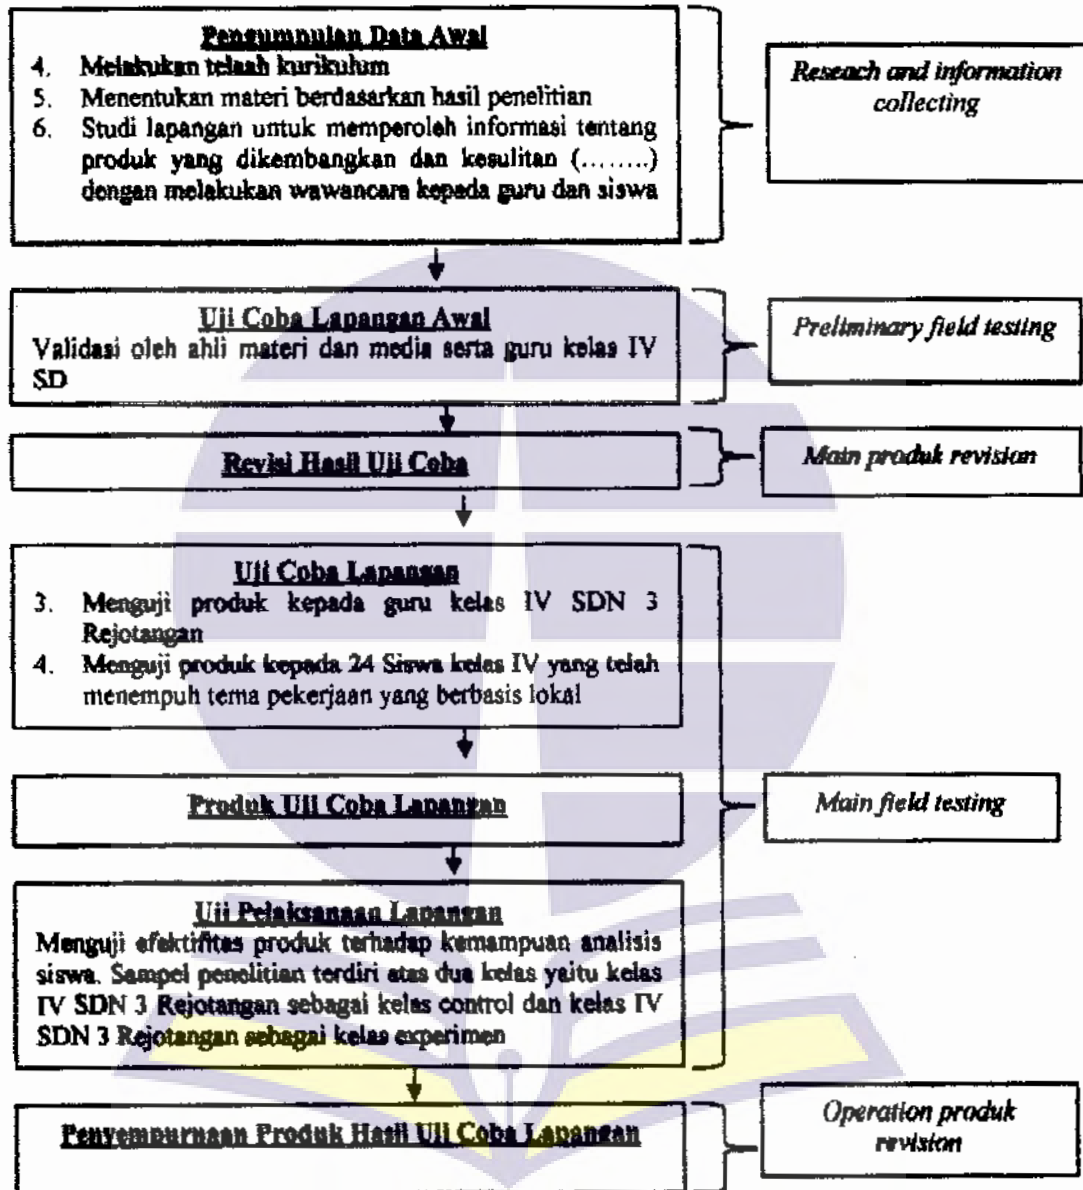 Pengumpulan Data Awal
4. Melakukan telaah kurikulum
5. Menentukan materi berdasarkan hasil penelitian
6. Studi lapangan untuk memperoleh informasi tentang
produk yang dikembangkan dan kesulitan (........)
dengan melakukan wawancara kepada guru dan siswa
Reseach and information
collecting
Uji Coba Lapangan Awal
Validasi oleh ahli materi dan media serta guru kelas IV
SD
Preliminary field testing
Revisi Hasil Uji Coba
Main produk revision
Uji Coba Lapangan
3. Menguji produk kepada guru kelas IV SDN 3
Rejotangan
4. Menguji produk kepada 24 Siswa kelas IV yang telah
menempuh tema pekerjaan yang berbasis lokal
Produk Uji Coba Lapangan
Main field testing
Uji Pelaksanaan Lapangan
Menguji efektifitas produk terhadap kemampuan analisis
siswa. Sampel penelitian terdiri atas dua kelas yaitu kelas
IV SDN 3 Rejotangan sebagai kelas control dan kelas IV
SDN 3 Rejotangan sebagai kelas experimen
Penyempurnaan Produk Hasil Uji Coba Lapangan
Operation produk
revision